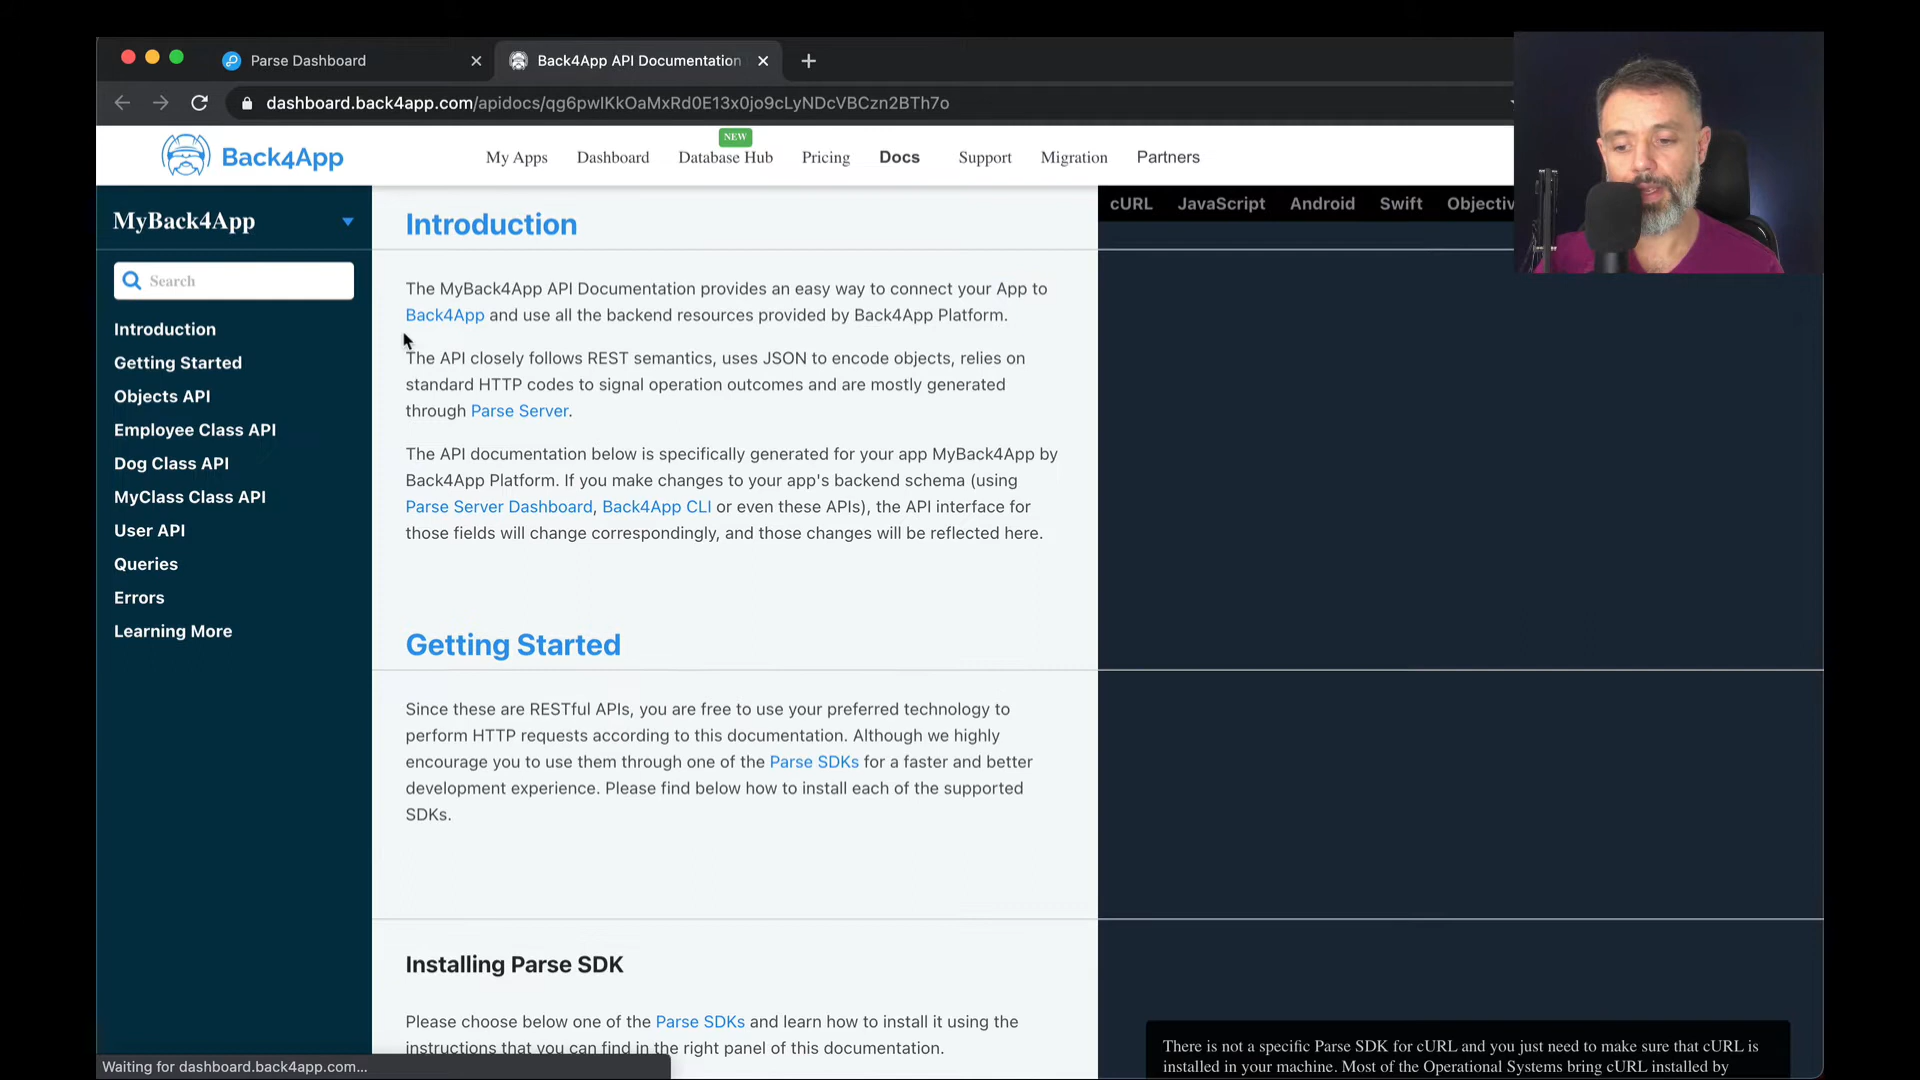 Parse Dashboard
Back4App API Documentation
dashboard.back4app.com/apidocs/qg6pwlKkOaMxRd0E13x0jo9cLyNDcVBCzn2BTh7o
Back4App
My Apps
Dashboard
NEW
Database Hub
Pricing
Docs
Support
Migration
Partners
MyBack4App
Search
Introduction
Getting Started
Objects API
Employee Class API
Dog Class API
MyClass Class API
User API
Queries
Errors
Learning More
Introduction
The MyBack4App API Documentation provides an easy way to connect your App to
Back4App and use all the backend resources provided by Back4App Platform.
The API closely follows REST semantics, uses JSON to encode objects, relies on
standard HTTP codes to signal operation outcomes and are mostly generated
through Parse Server.
The API documentation below is specifically generated for your app MyBack4App by
Back4App Platform. If you make changes to your app's backend schema (using
Parse Server Dashboard, Back4App CLI or even these APIs), the API interface for
those fields will change correspondingly, and those changes will be reflected here.
Getting Started
Since these are RESTful APIs, you are free to use your preferred technology to
perform HTTP requests according to this documentation. Although we highly
encourage you to use them through one of the Parse SDKs for a faster and better
development experience. Please find below how to install each of the supported
SDKs.
Installing Parse SDK
Please choose below one of the Parse SDKs and learn how to install it using the
instructions that you can find in the right panel of this documentation.
cURL
JavaScript
Android
Swift
Objectiv
There is not a specific Parse SDK for cURL and you just need to make sure that cURL is
installed in your machine. Most of the Operational Systems bring cURL installed by
Waiting for dashboard.back4app.com...